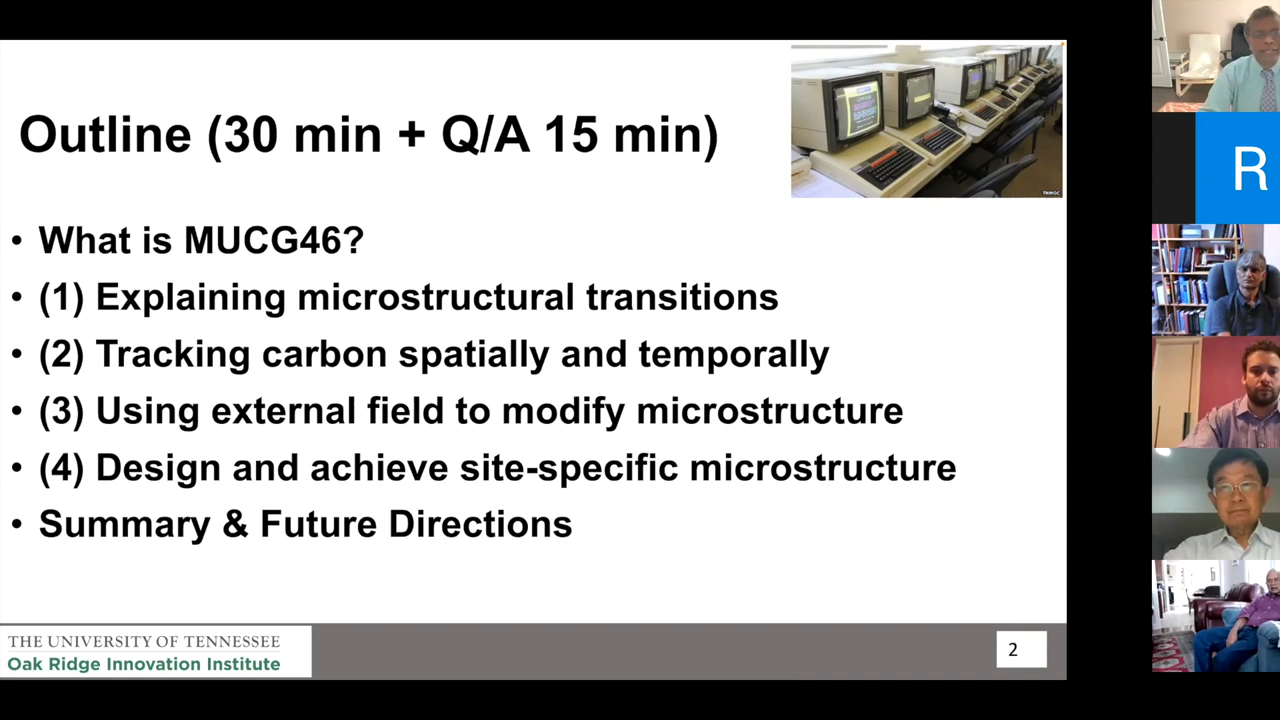 Outline (30 min + Q/A 15 min)
TNMOC
• What is MUCG46?
• (1) Explaining microstructural transitions
• (2) Tracking carbon spatially and temporally
• (3) Using external field to modify microstructure
• (4) Design and achieve site-specific microstructure
• Summary & Future Directions
THE UNIVERSITY OF TENNESSEE
Oak Ridge Innovation Institute
2
R